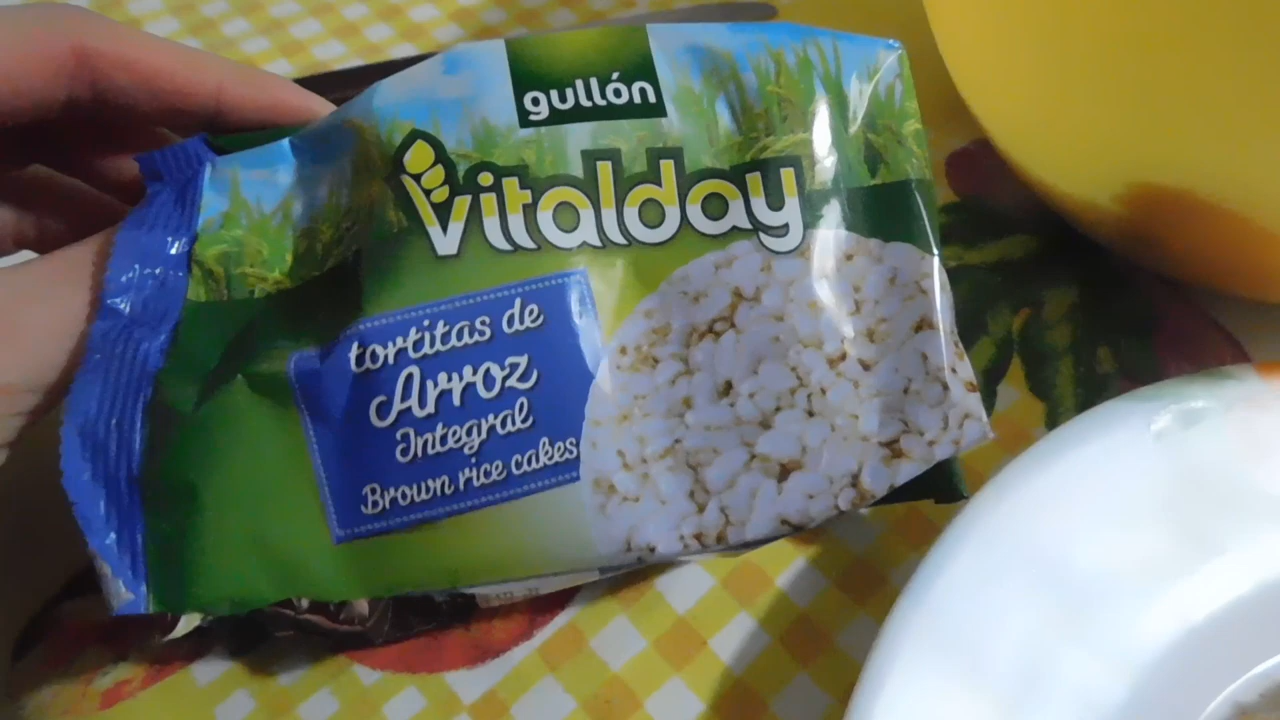 gullón
Vitalday
tortitas de
Arroz
Integral
Brown rice cakes